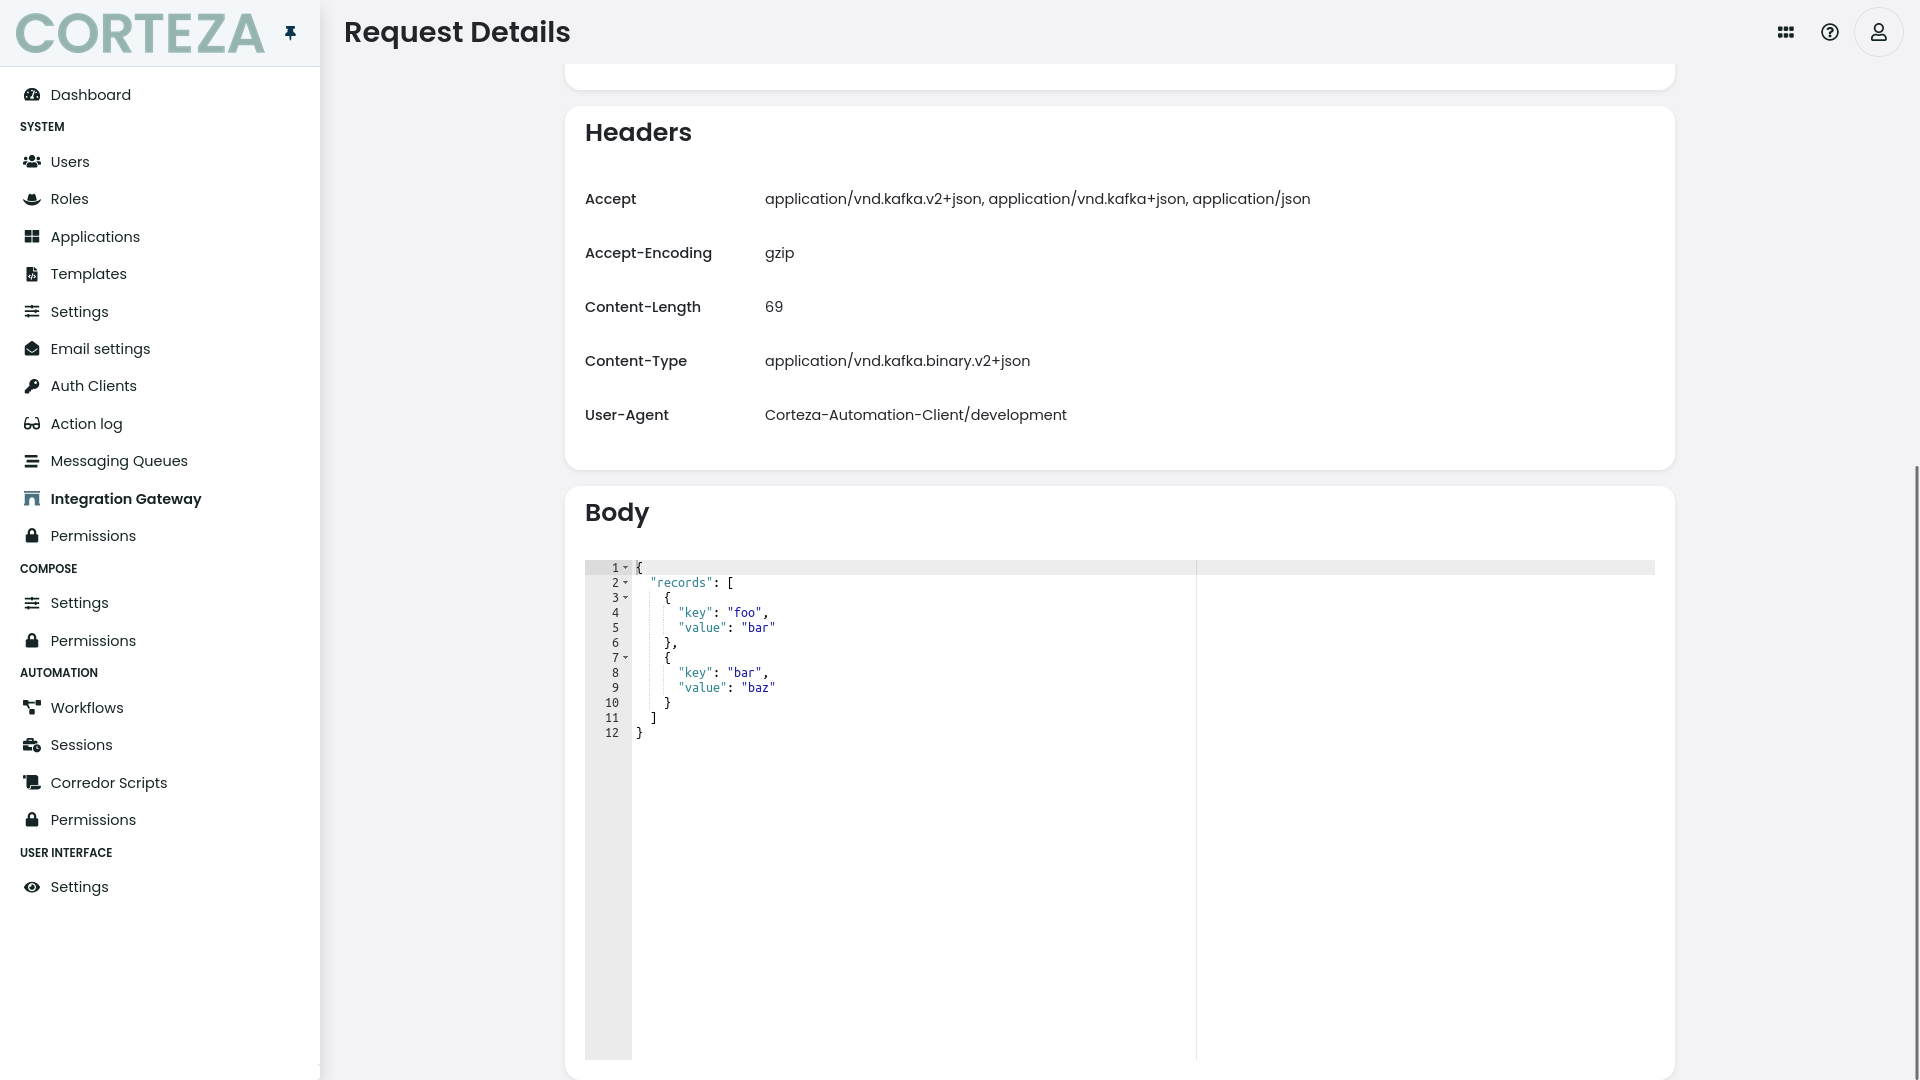 CORTEZA
Request Details
Dashboard
SYSTEM
Users
Roles
Applications
Templates
Settings
Email settings
Auth Clients
Action log
Messaging Queues
Integration Gateway
Permissions
COMPOSE
Settings
Permissions
AUTOMATION
Workflows
Sessions
Corredor Scripts
Permissions
USER INTERFACE
Settings
Headers
Accept application/vnd.kafka.v2+json, application/vnd.kafka+json, application/json
Accept-Encoding gzip
Content-Length 69
Content-Type application/vnd.kafka.binary.v2+json
User-Agent Corteza-Automation-Client/development
Body
1 {
2 "records": [
3 {
4 "key": "foo",
5 "value": "bar"
6 },
7 {
8 "key": "bar",
9 "value": "baz"
10 }
11 ]
12 }